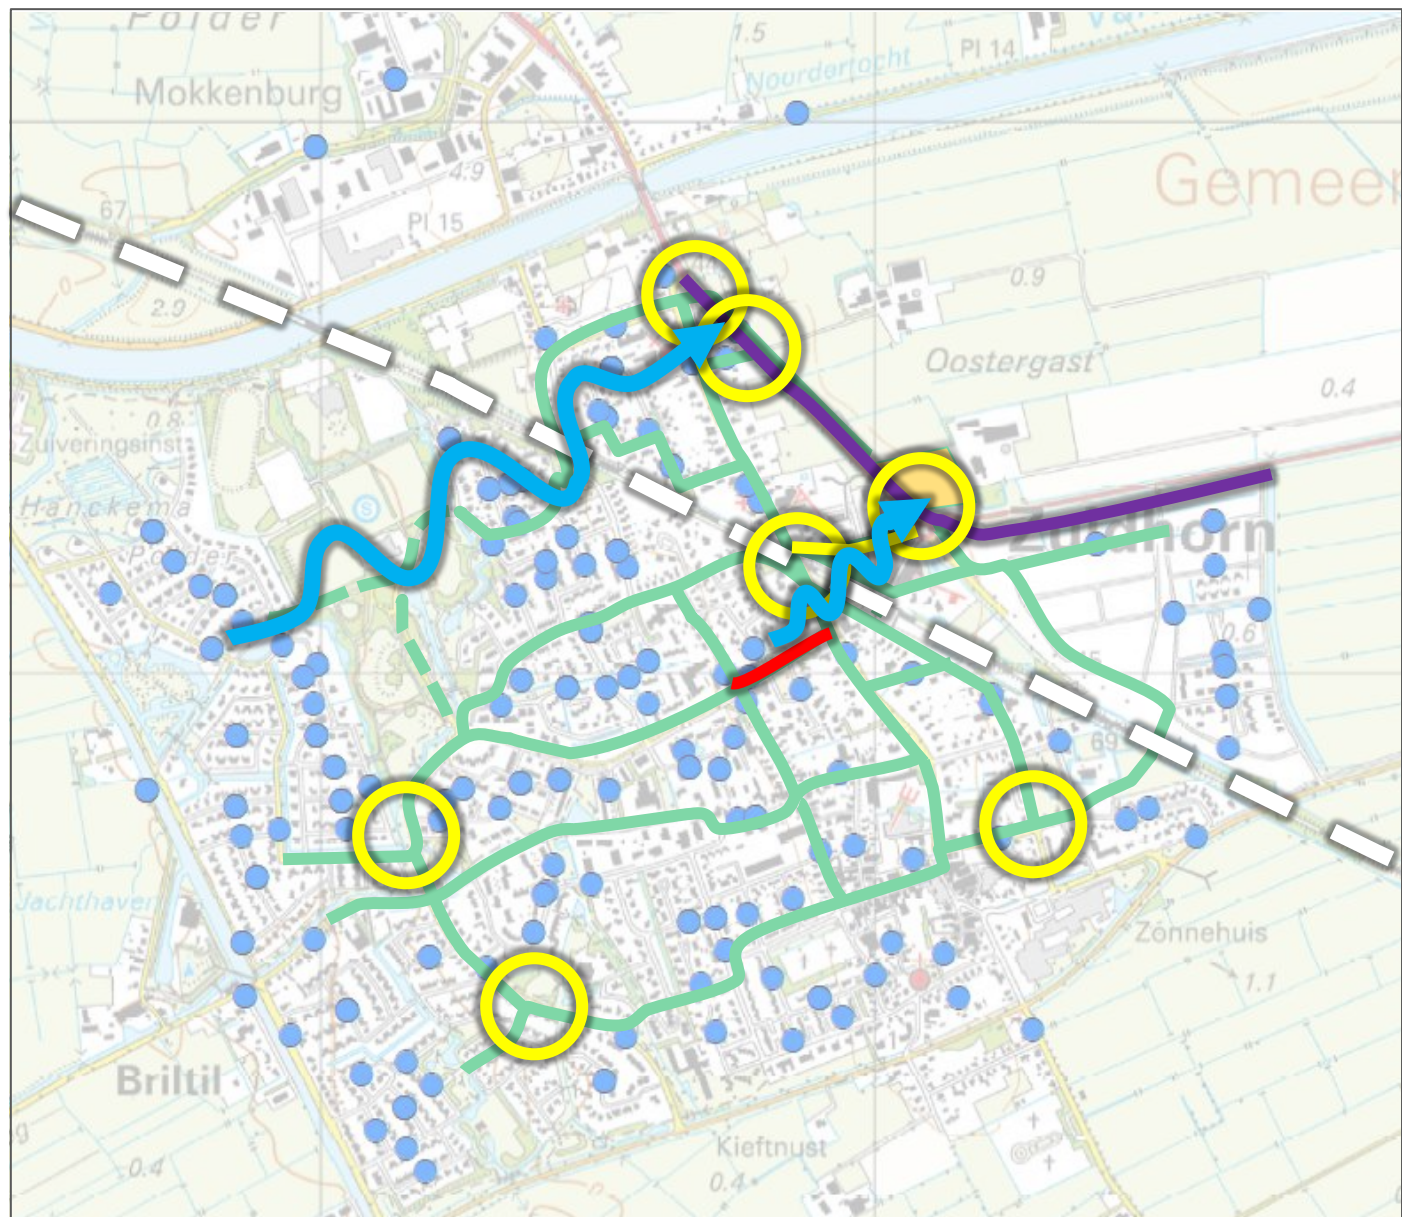 Polder
1.5
Pl 14
Noordertocht
Mokkenburg
4.9
Gemeer
67
Pl 15
2.9
0
0.9
Oostergast
0.4
0.8
Zuiveringsinst
Hanckema
Polder
S
Zuidhorn
0.6
69
Jachthaven
Zonnehuis
1.1
Briltil
Kieftnust
0.4
0.4
g